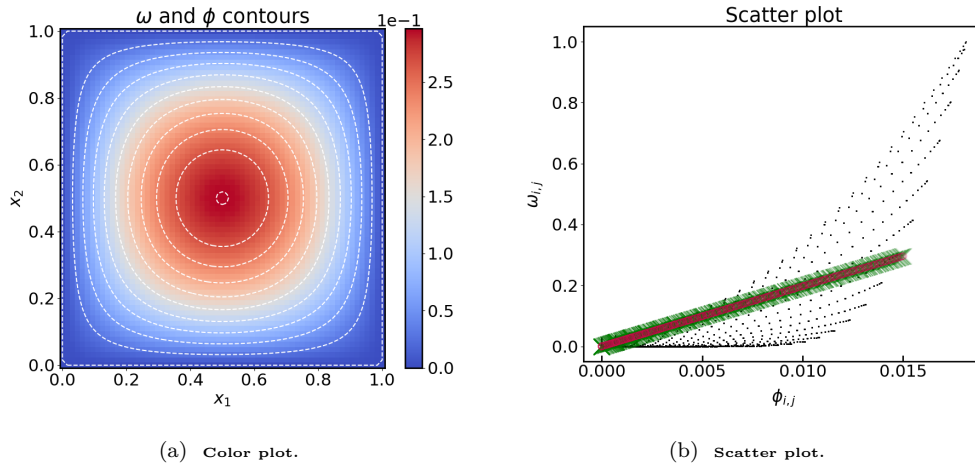 ω and ϕ contours
1e−1
1.0
0.8
0.6
0.4
0.2
0.0
x₂
0.0 0.2 0.4 0.6 0.8 1.0
x₁
2.5
2.0
1.5
1.0
0.5
0.0
(a) Color plot.
Scatter plot
1.0
0.8
0.6
0.4
0.2
0.0
ω_{i,j}
0.000 0.005 0.010 0.015
ϕ_{i,j}
(b) Scatter plot.